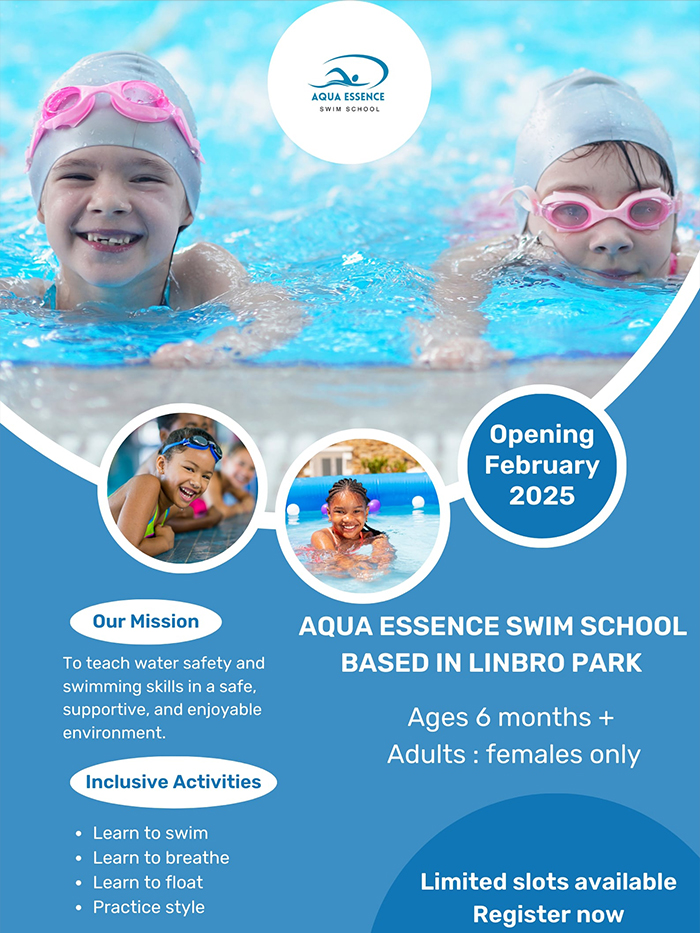 AQUA ESSENCE
SWIM SCHOOL
Opening
February
2025
Our Mission
To teach water safety and
swimming skills in a safe,
supportive, and enjoyable
environment.
Inclusive Activities
• Learn to swim
• Learn to breathe
• Learn to float
• Practice style
AQUA ESSENCE SWIM SCHOOL
BASED IN LINBRO PARK
Ages 6 months +
Adults : females only
Limited slots available
Register now